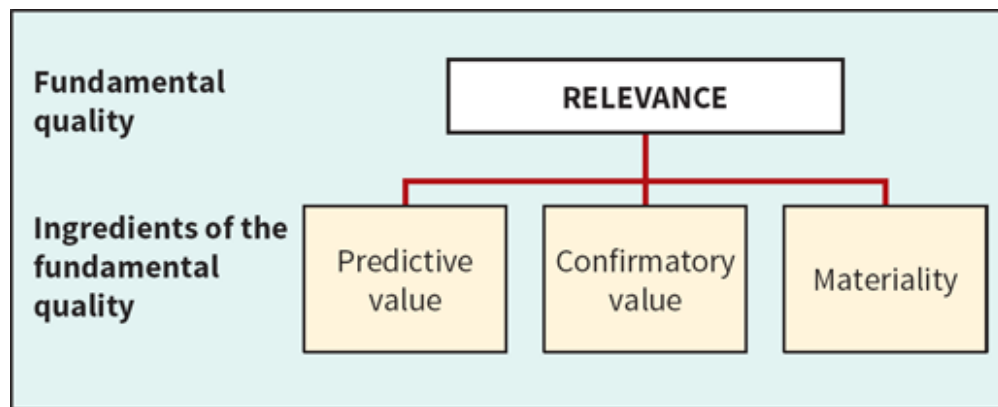 Fundamental
quality
RELEVANCE
Ingredients of the
fundamental
quality
Predictive
value
Confirmatory
value
Materiality